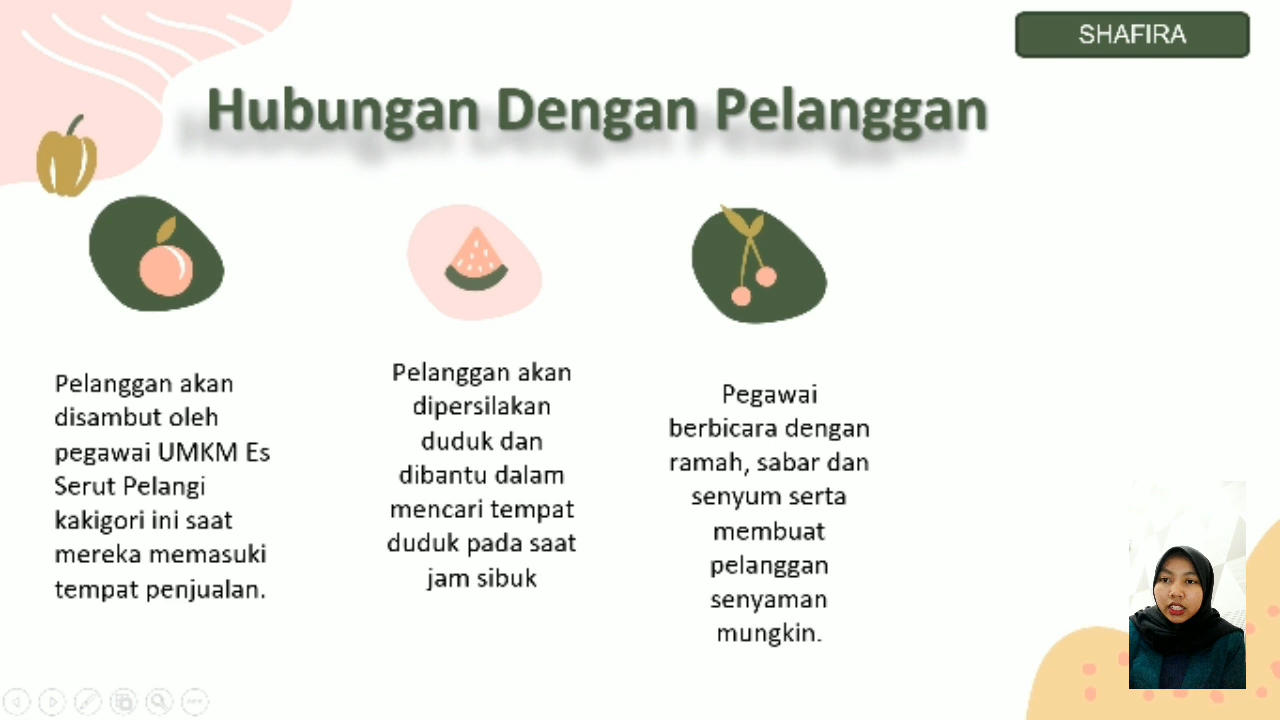 SHAFIRA
Hubungan Dengan Pelanggan
Pelanggan akan
disambut oleh
pegawai UMKM Es
Serut Pelangi
kakigori ini saat
mereka memasuki
tempat penjualan.
Pelanggan akan
dipersilakan
duduk dan
dibantu dalam
mencari tempat
duduk pada saat
jam sibuk
Pegawai
berbicara dengan
ramah, sabar dan
senyum serta
membuat
pelanggan
senyaman
mungkin.